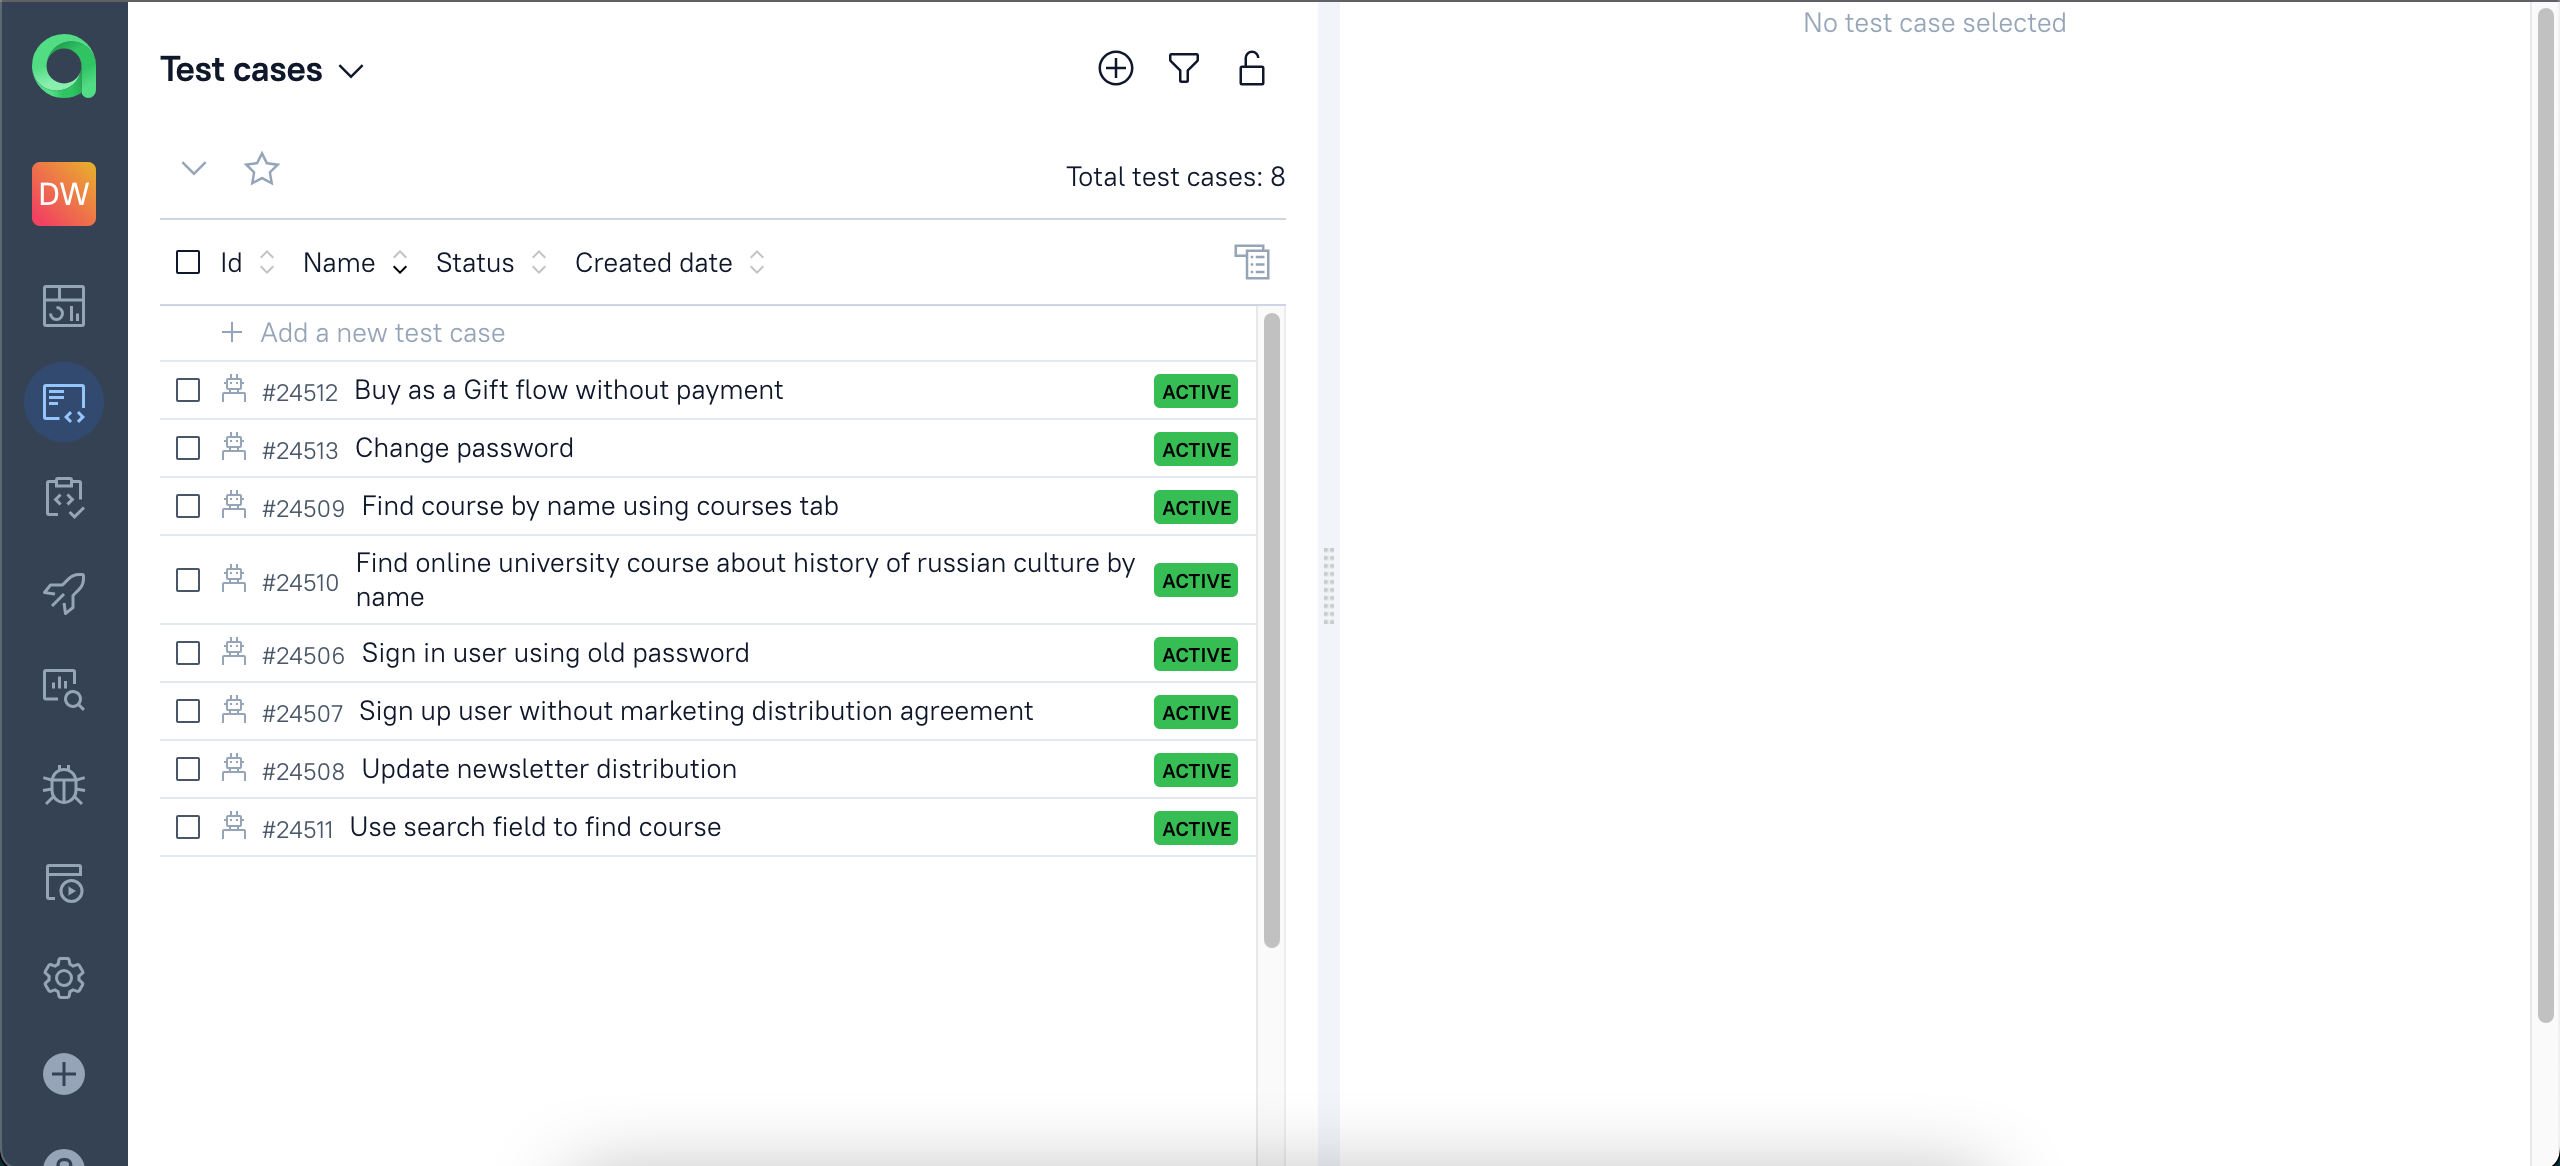 No test case selected
Test cases
DW
Total test cases: 8
Id Name Status Created date
Add a new test case
#24512 Buy as a Gift flow without payment ACTIVE
#24513 Change password ACTIVE
#24509 Find course by name using courses tab ACTIVE
#24510 Find online university course about history of russian culture by
name ACTIVE
#24506 Sign in user using old password ACTIVE
#24507 Sign up user without marketing distribution agreement ACTIVE
#24508 Update newsletter distribution ACTIVE
#24511 Use search field to find course ACTIVE